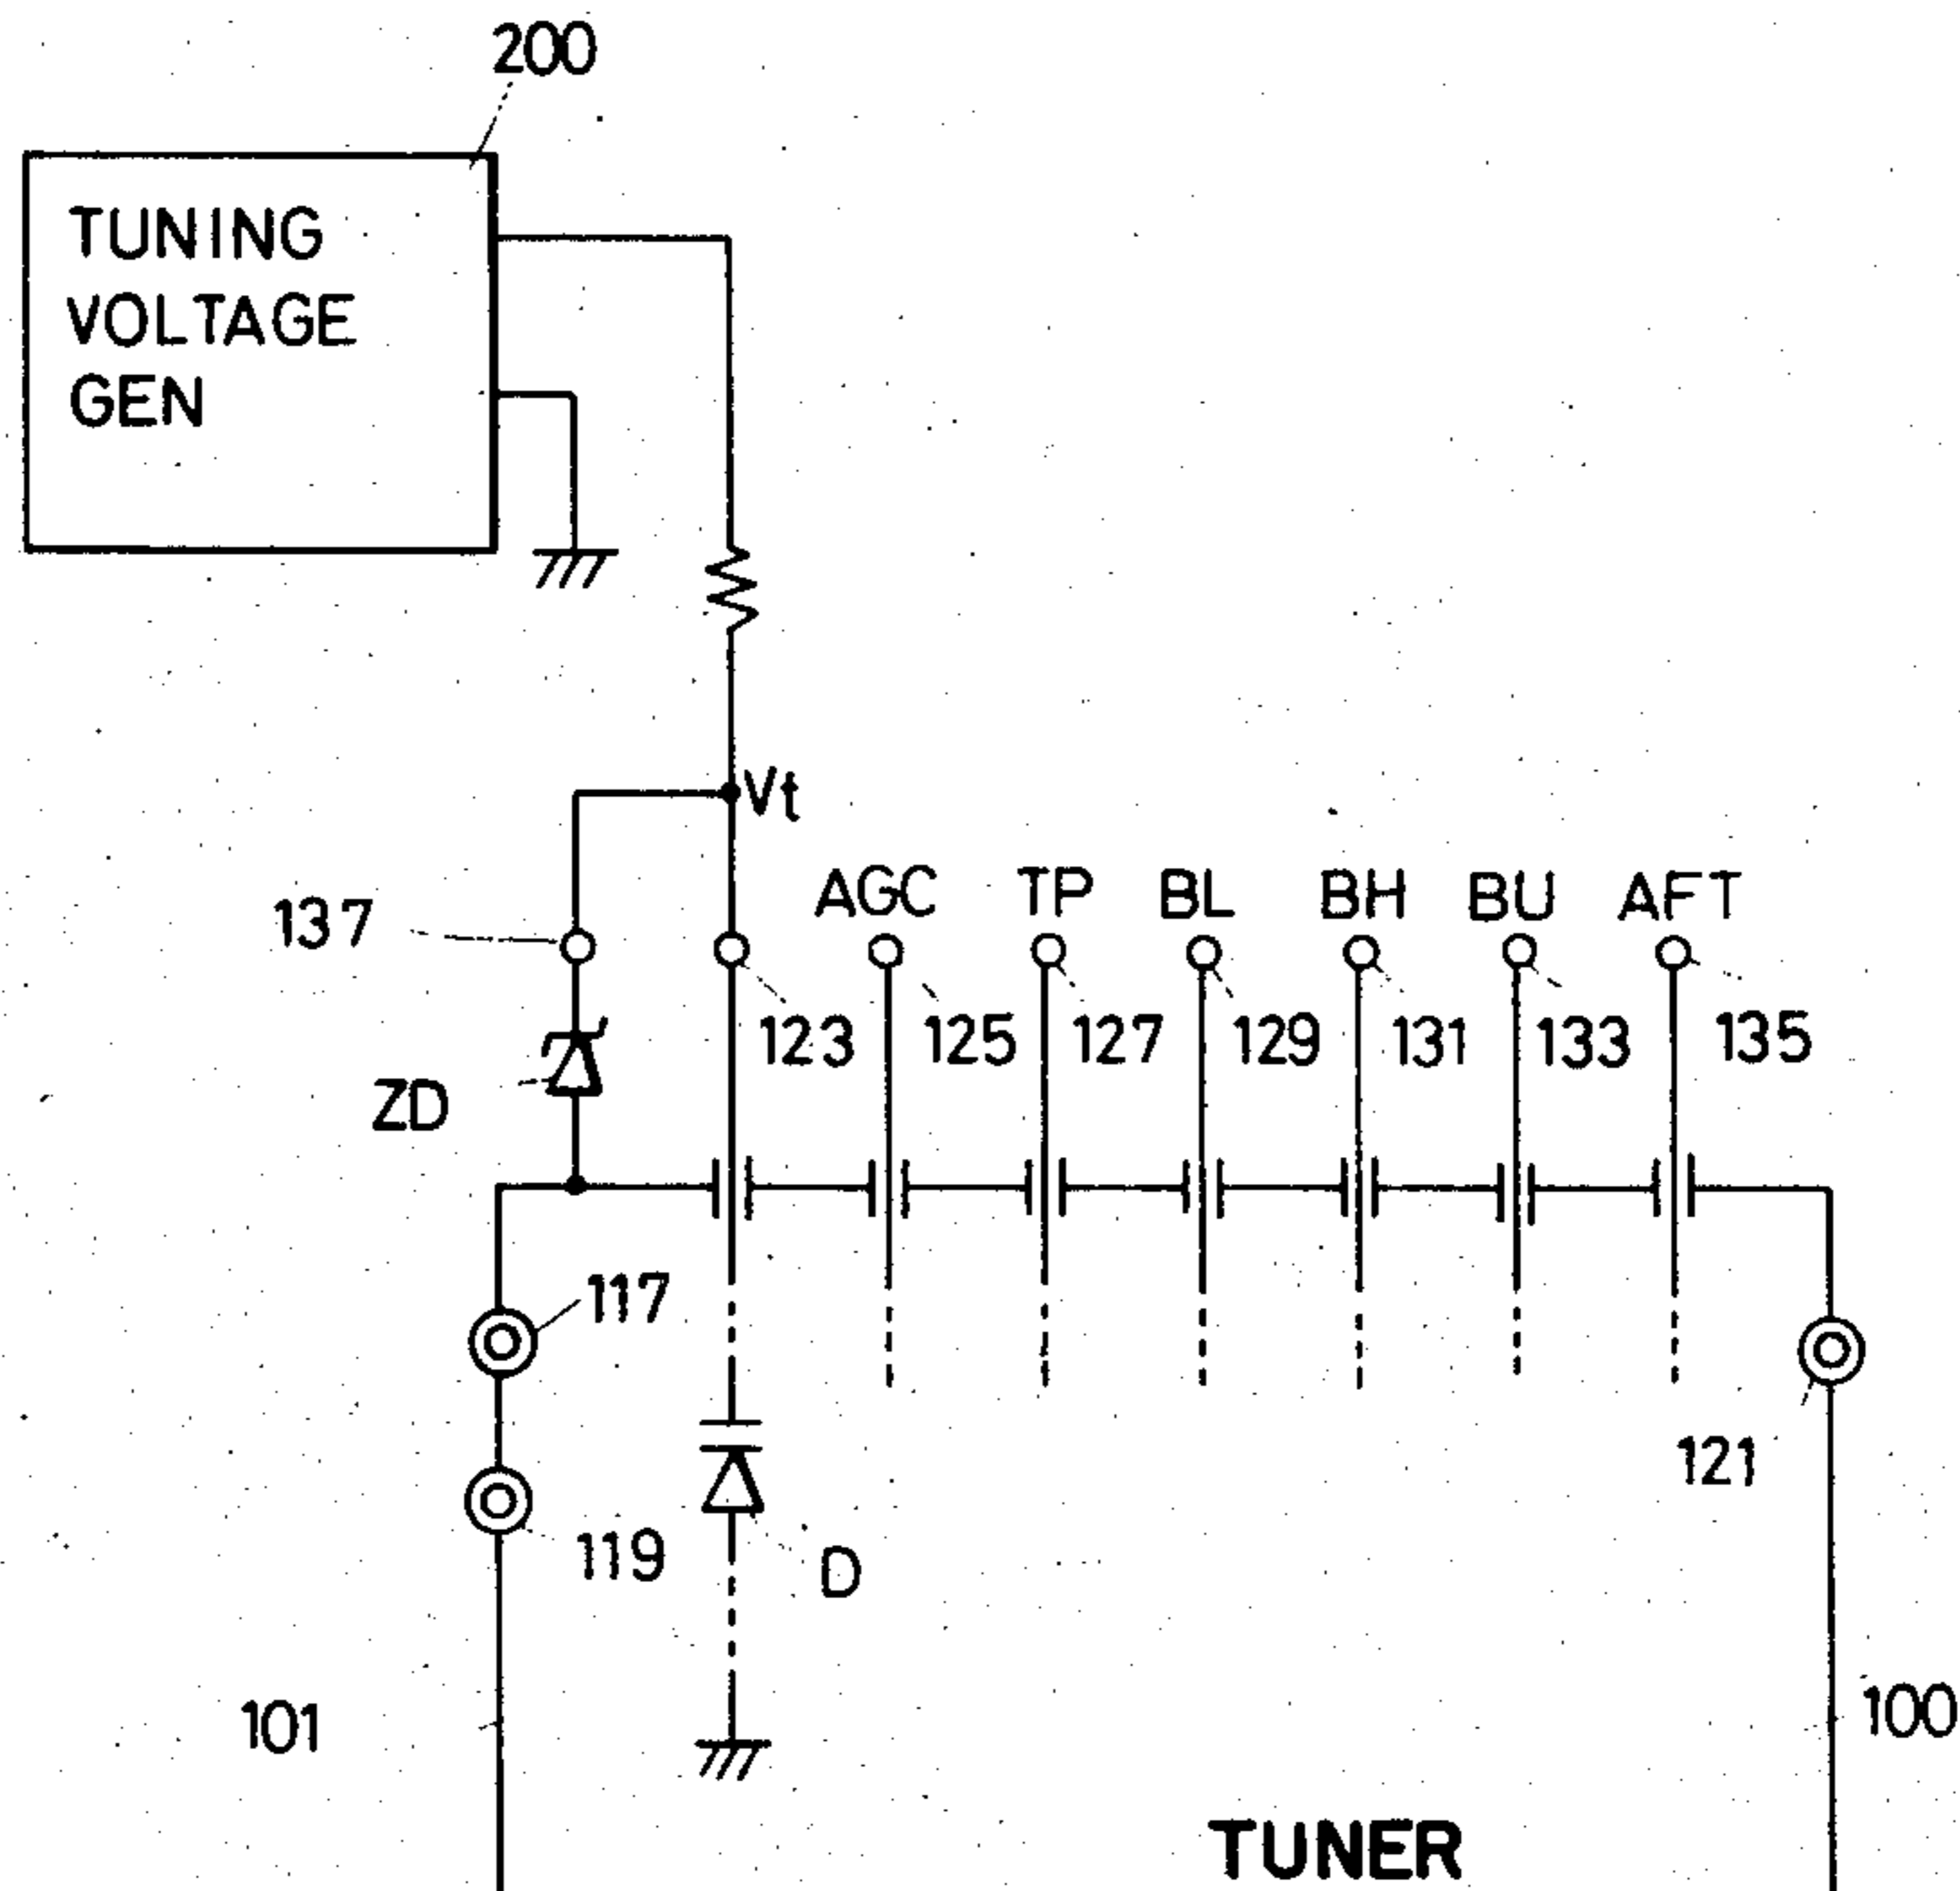 200
TUNING
VOLTAGE
GEN
Vt
AGC TP BL BH BU AFT
137
123 125 127 129 131 133 135
ZD
117
121
119
D
101
100
TUNER